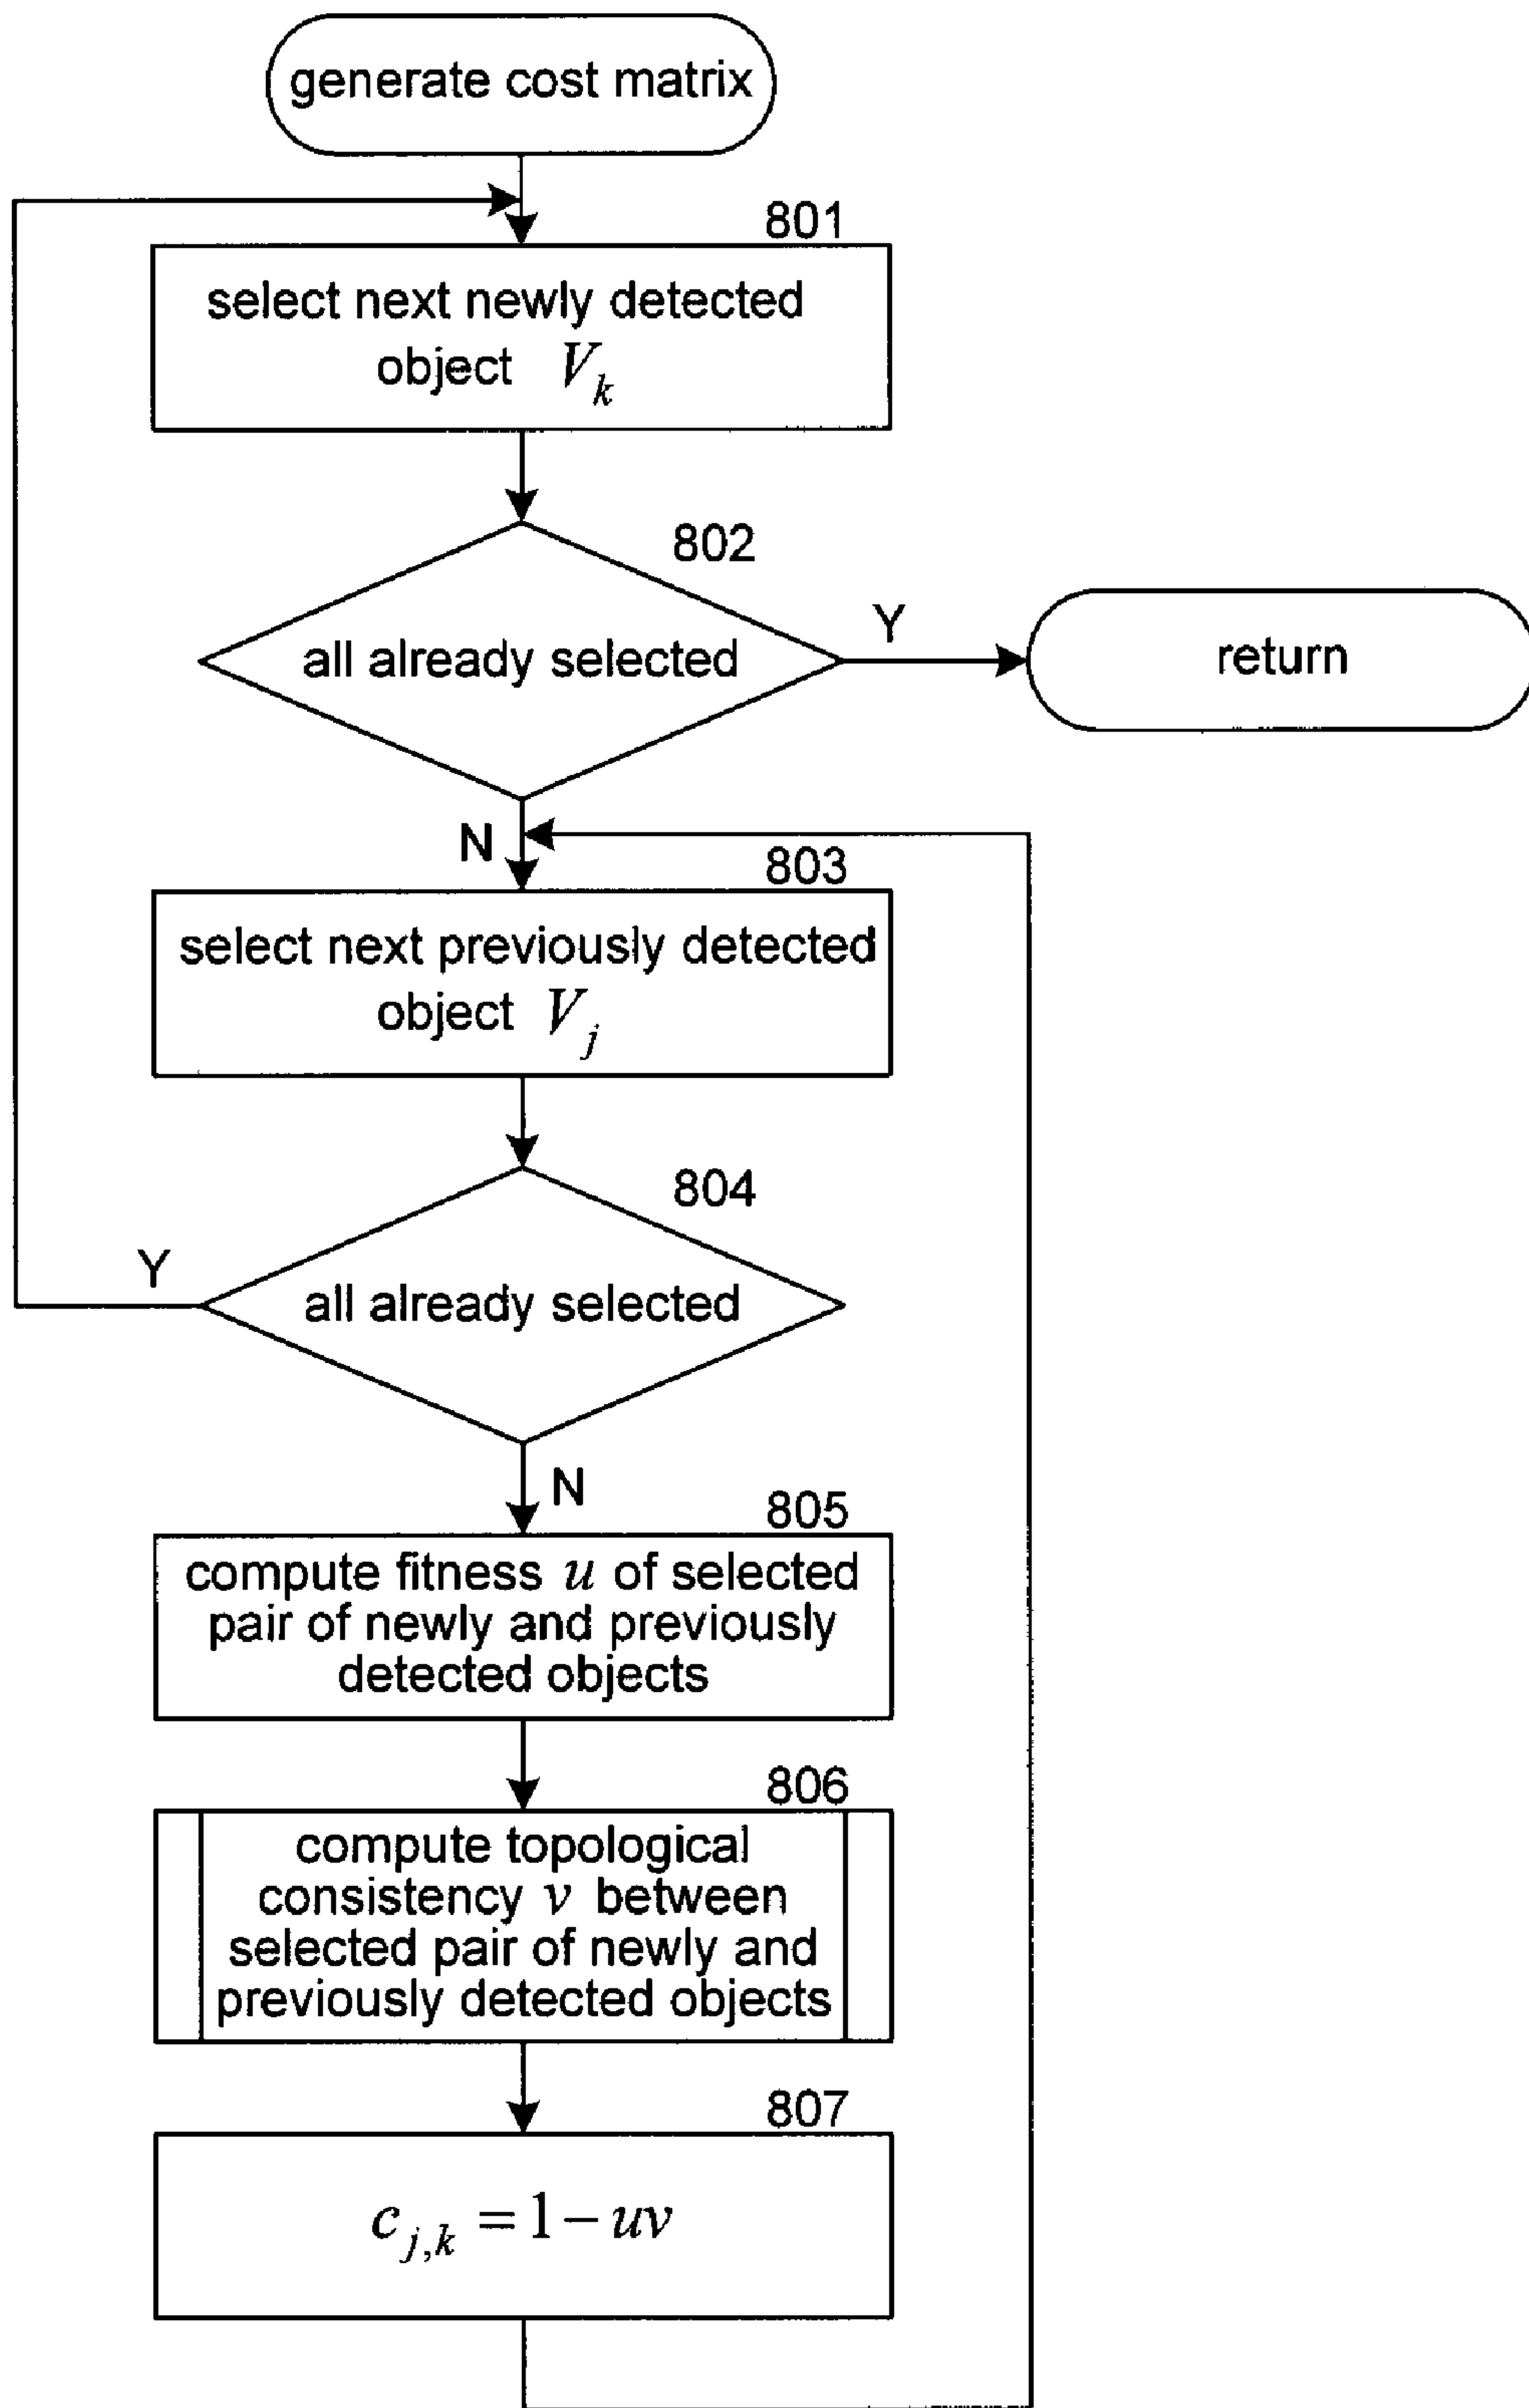 generate cost matrix
801
select next newly detected
object V_k
802
all already selected
Y
return
N
803
select next previously detected
object V_j
804
Y
all already selected
N
805
compute fitness u of selected
pair of newly and previously
detected objects
806
compute topological
consistency v between
selected pair of newly and
previously detected objects
807
c_{j,k} = 1 - uv